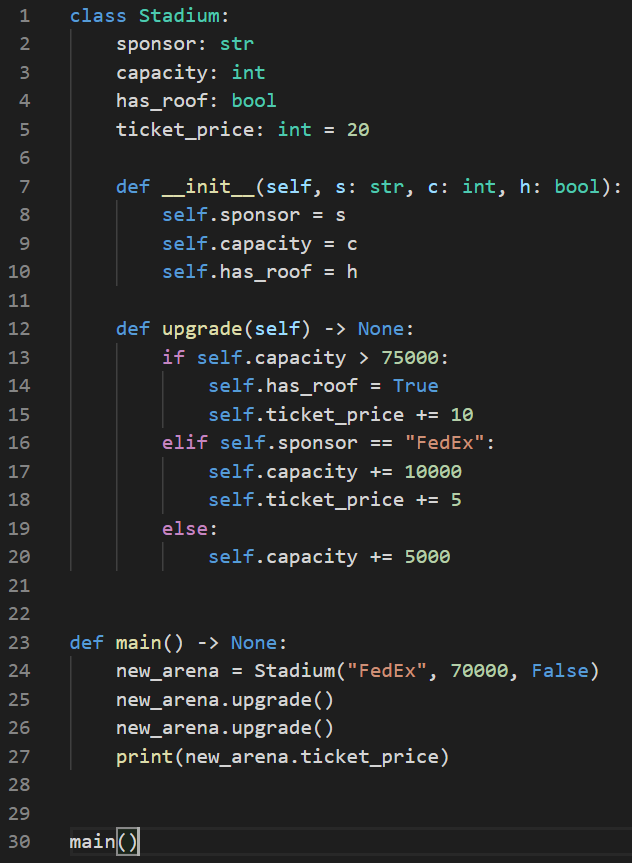 1 class Stadium:
2     sponsor: str
3     capacity: int
4     has_roof: bool
5     ticket_price: int = 20
6
7     def __init__(self, s: str, c: int, h: bool):
8         self.sponsor = s
9         self.capacity = c
10         self.has_roof = h
11
12     def upgrade(self) -> None:
13         if self.capacity > 75000:
14             self.has_roof = True
15             self.ticket_price += 10
16         elif self.sponsor == "FedEx":
17             self.capacity += 10000
18             self.ticket_price += 5
19         else:
20             self.capacity += 5000
21
22
23 def main() -> None:
24     new_arena = Stadium("FedEx", 70000, False)
25     new_arena.upgrade()
26     new_arena.upgrade()
27     print(new_arena.ticket_price)
28
29
30 main()